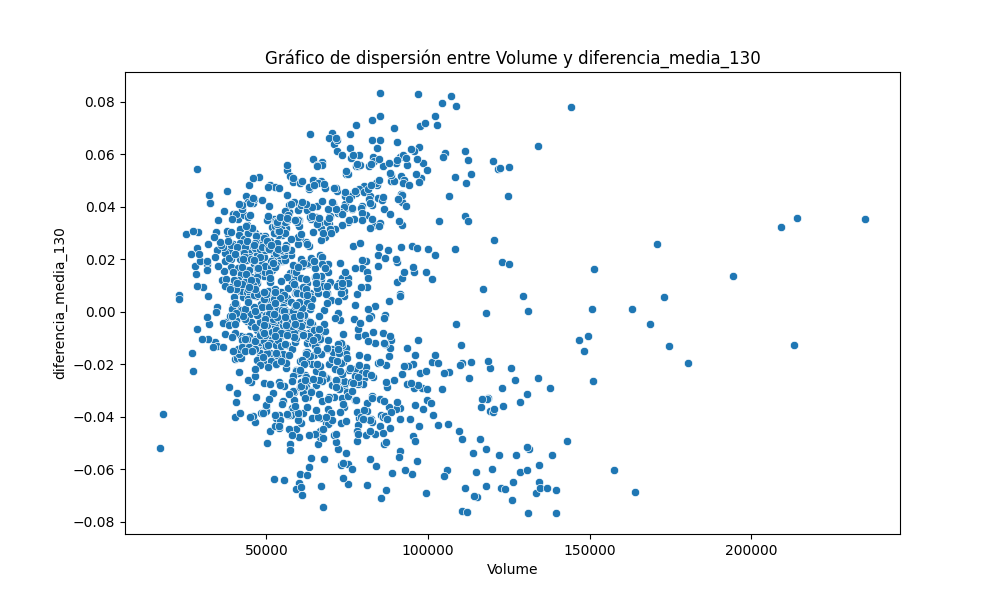 Gráfico de dispersión entre Volume y diferencia_media_130
0.08
0.06
0.04
0.02
0.00
−0.02
−0.04
−0.06
−0.08
diferencia_media_130
50000 100000 150000 200000
Volume